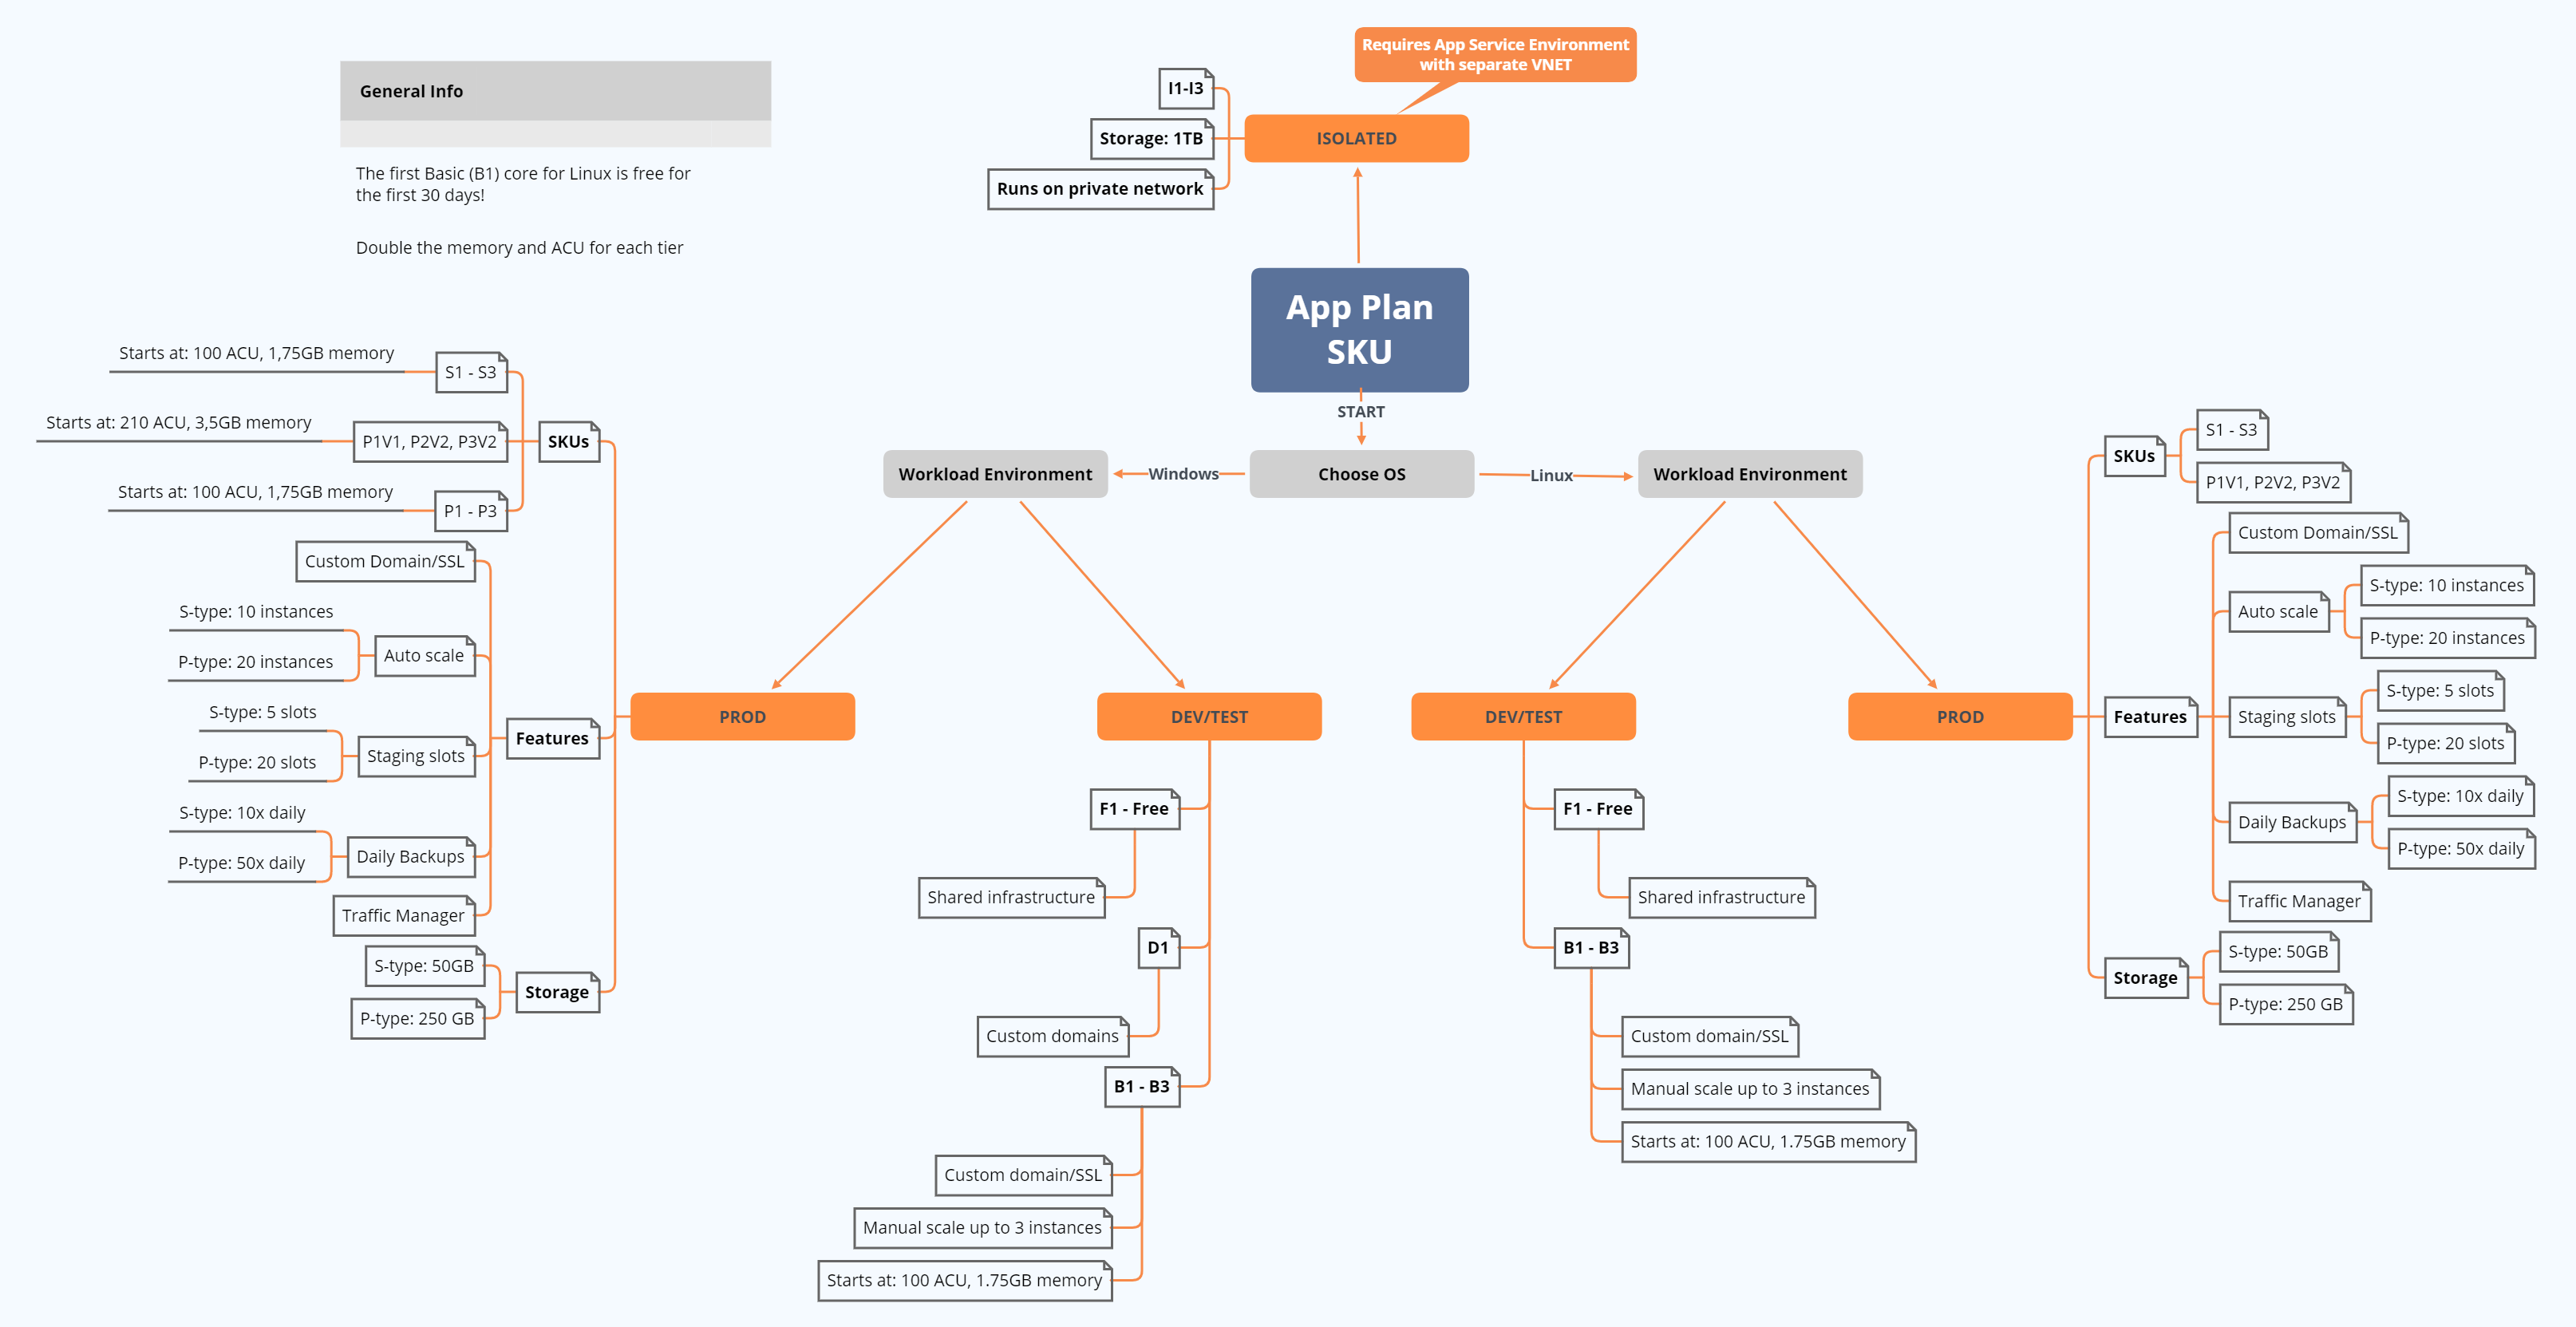 Requires App Service Environment
with separate VNET
General Info
The first Basic (B1) core for Linux is free for
the first 30 days!
Double the memory and ACU for each tier
I1-I3
Storage: 1TB
Runs on private network
ISOLATED
App Plan
SKU
START
Choose OS
Windows
Workload Environment
Linux
Workload Environment
PROD
SKUs
S1 - S3
Starts at: 100 ACU, 1,75GB memory
P1V1, P2V2, P3V2
Starts at: 210 ACU, 3,5GB memory
P1 - P3
Starts at: 100 ACU, 1,75GB memory
Features
Custom Domain/SSL
Auto scale
S-type: 10 instances
P-type: 20 instances
Staging slots
S-type: 5 slots
P-type: 20 slots
Daily Backups
S-type: 10x daily
P-type: 50x daily
Traffic Manager
Storage
S-type: 50GB
P-type: 250 GB
DEV/TEST
F1 - Free
Shared infrastructure
D1
Custom domains
B1 - B3
Custom domain/SSL
Manual scale up to 3 instances
Starts at: 100 ACU, 1.75GB memory
DEV/TEST
F1 - Free
Shared infrastructure
B1 - B3
Custom domain/SSL
Manual scale up to 3 instances
Starts at: 100 ACU, 1.75GB memory
PROD
SKUs
S1 - S3
P1V1, P2V2, P3V2
Features
Custom Domain/SSL
Auto scale
S-type: 10 instances
P-type: 20 instances
Staging slots
S-type: 5 slots
P-type: 20 slots
Daily Backups
S-type: 10x daily
P-type: 50x daily
Traffic Manager
Storage
S-type: 50GB
P-type: 250 GB